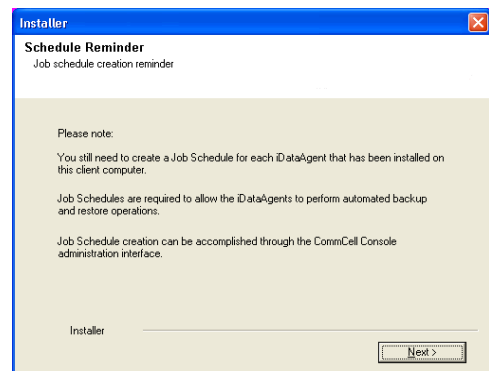 Installer
Schedule Reminder
Job schedule creation reminder
Please note:
You still need to create a Job Schedule for each iDataAgent that has been installed on
this client computer.
Job Schedules are required to allow the iDataAgents to perform automated backup
and restore operations.
Job Schedule creation can be accomplished through the CommCell Console
administration interface.
Installer
Next >